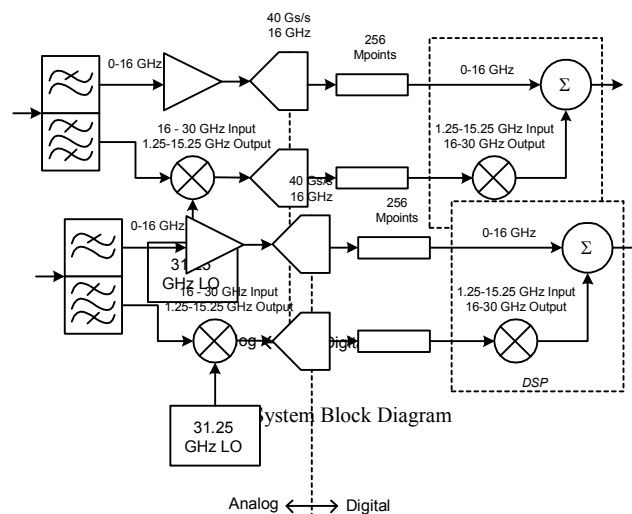 40 Gs/s
16 GHz
256
Mpoints
0-16 GHz
0-16 GHz
Σ
16 - 30 GHz Input
1.25-15.25 GHz Output
1.25-15.25 GHz Input
16-30 GHz Output
40 Gs/s
16 GHz
256
Mpoints
0-16 GHz
0-16 GHz
Σ
31.25
GHz LO
16 - 30 GHz Input
1.25-15.25 GHz Output
1.25-15.25 GHz Input
16-30 GHz Output
DSP
System Block Diagram
31.25
GHz LO
Analog
Digital